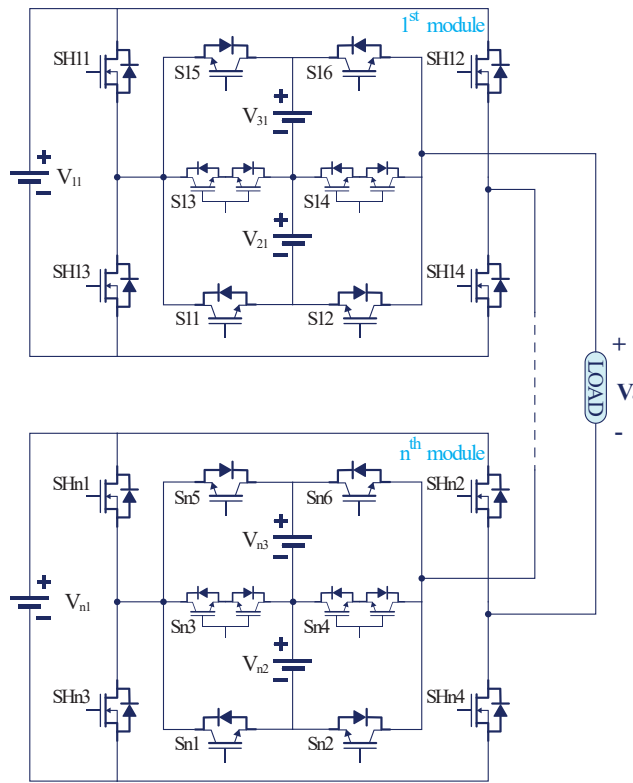 1st module
SH11
SH12
S15
S16
+
V31
-
+
V11
-
S13
S14
+
V21
-
SH13
SH14
S11
S12
+
LOAD
V
-
nth module
SHn1
SHn2
Sn5
Sn6
+
Vn3
-
+
Vn1
-
Sn3
Sn4
+
Vn2
-
SHn3
SHn4
Sn1
Sn2